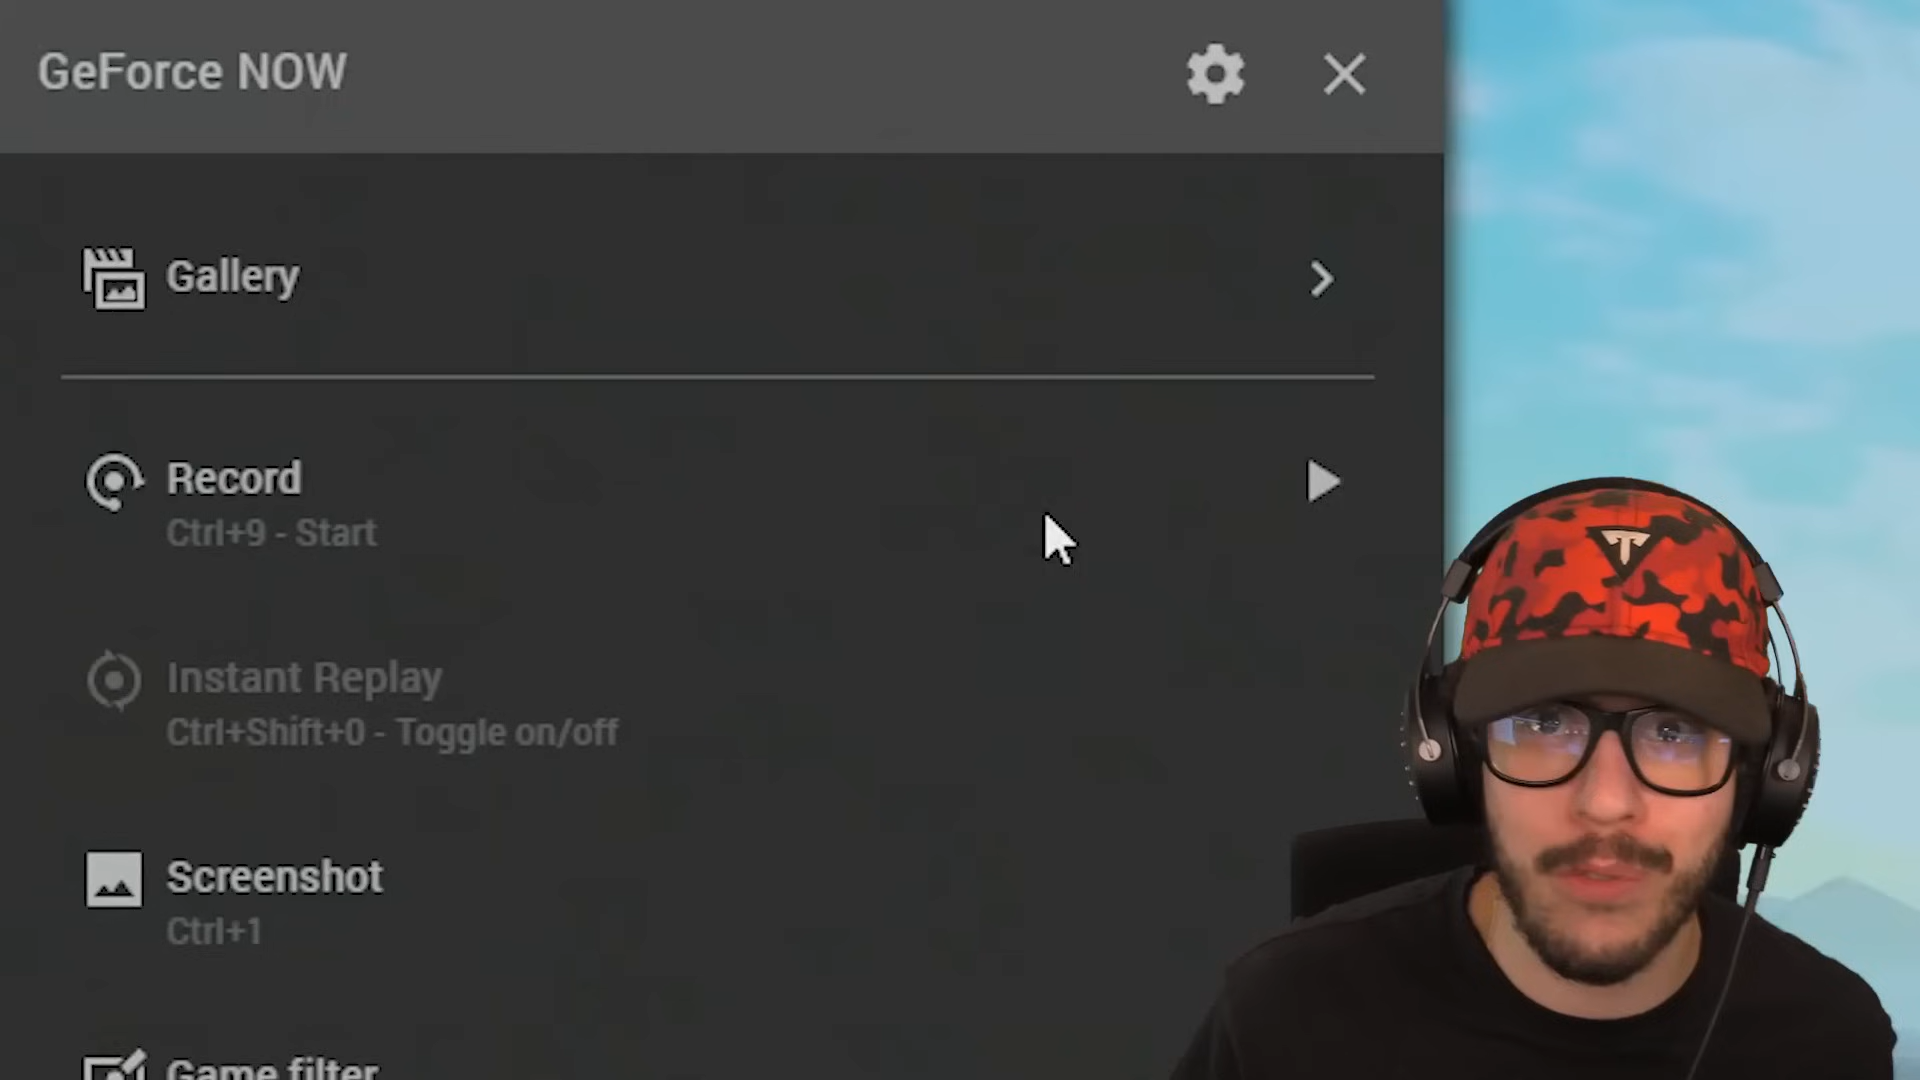 GeForce NOW
Gallery
Record
Ctrl+9 - Start
Instant Replay
Ctrl+Shift+0 - Toggle on/off
Screenshot
Ctrl+1
Game filter